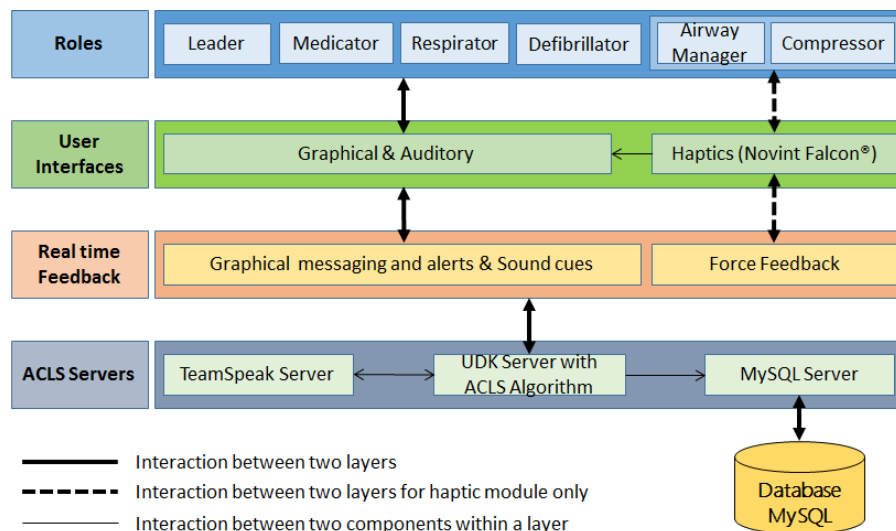 Roles
Leader
Medicator
Respirator
Defibrillator
Airway
Manager
Compressor
User
Interfaces
Graphical & Auditory
Haptics (Novint Falcon®)
Real time
Feedback
Graphical messaging and alerts & Sound cues
Force Feedback
ACLS Servers
TeamSpeak Server
UDK Server with
ACLS Algorithm
MySQL Server
Interaction between two layers
Interaction between two layers for haptic module only
Interaction between two components within a layer
Database
MySQL